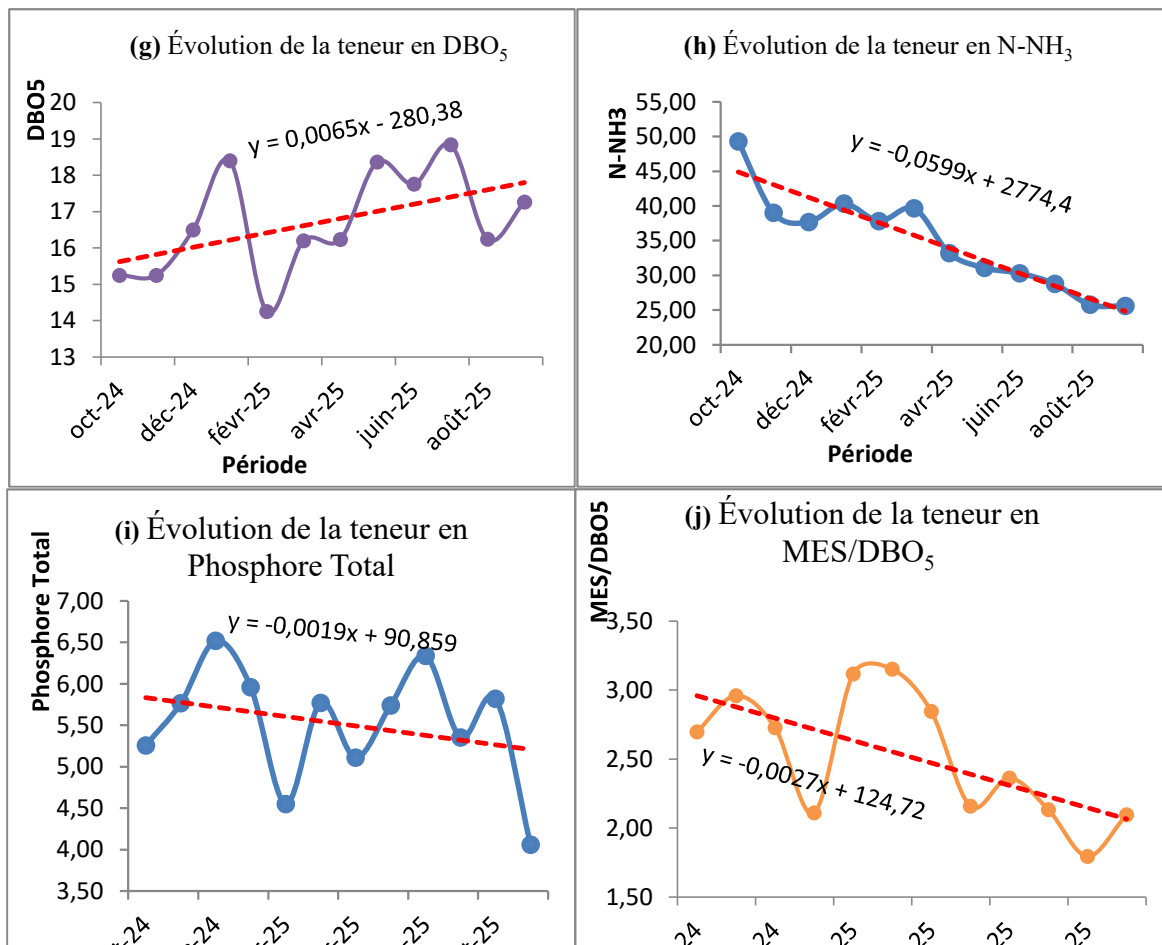 (g) Évolution de la teneur en DBO₅
DBO5
y = 0,0065x - 280,38
20
19
18
17
16
15
14
13
oct-24
déc-24
févr-25
avr-25
juin-25
août-25
Période
(h) Évolution de la teneur en N-NH₃
N-NH3
y = -0,0599x + 2774,4
55,00
50,00
45,00
40,00
35,00
30,00
25,00
20,00
oct-24
déc-24
févr-25
avr-25
juin-25
août-25
Période
(i) Évolution de la teneur en
Phosphore Total
Phosphore Total
y = -0,0019x + 90,859
7,00
6,50
6,00
5,50
5,00
4,50
4,00
3,50
(j) Évolution de la teneur en
MES/DBO₅
MES/DBO5
y = -0,0027x + 124,72
3,50
3,00
2,50
2,00
1,50